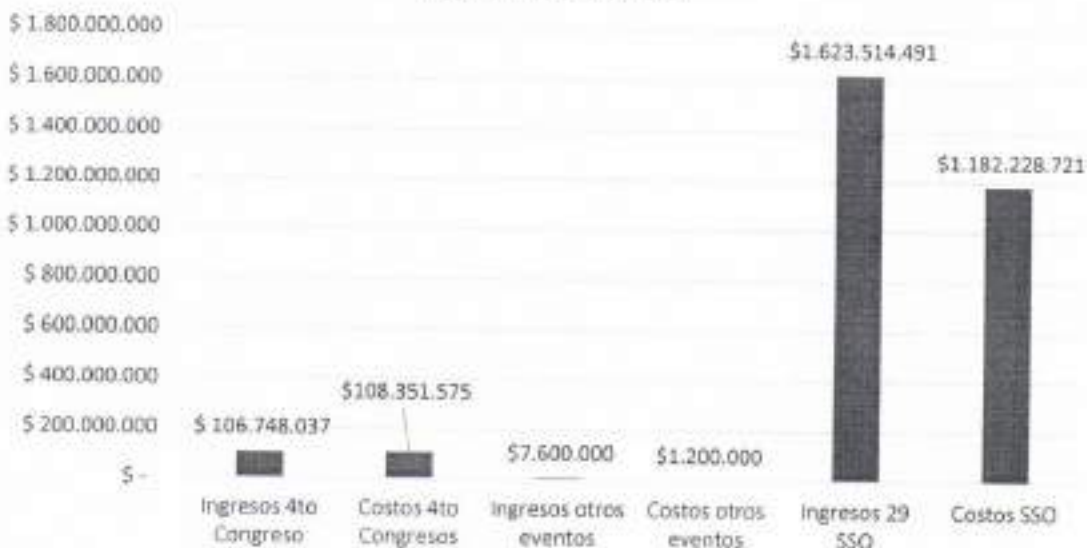 $ 1.800.000.000
$ 1.600.000.000
$ 1.400.000.000
$ 1.200.000.000
$ 1.000.000.000
$ 800.000.000
$ 600.000.000
$ 400.000.000
$ 200.000.000
$ -
$ 106.748.037
$108.351.575
$7.600.000
$1.200.000
$1.623.514.491
$1.182.228.721
Ingresos 4to
Congreso
Costos 4to
Congresos
Ingresos otros
eventos
Costos otros
eventos
Ingresos 29
SSO
Costos SSO